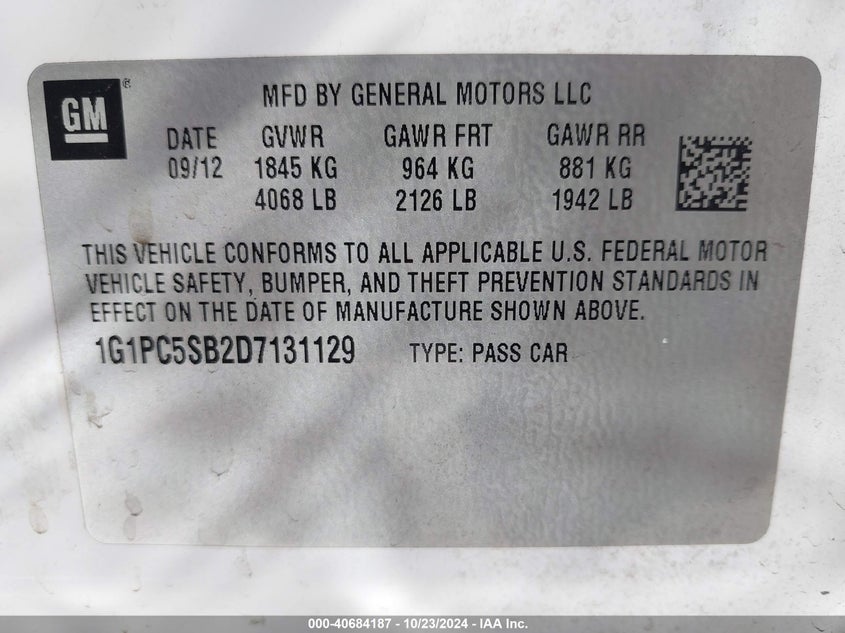 GM ®
MFD BY GENERAL MOTORS LLC
DATE GVWR GAWR FRT GAWR RR
09/12 1845 KG 964 KG 881 KG
4068 LB 2126 LB 1942 LB
THIS VEHICLE CONFORMS TO ALL APPLICABLE U.S. FEDERAL MOTOR
VEHICLE SAFETY, BUMPER, AND THEFT PREVENTION STANDARDS IN
EFFECT ON THE DATE OF MANUFACTURE SHOWN ABOVE.
1G1PC5SB2D7131129 TYPE: PASS CAR
000-40684187 - 10/23/2024 - IAA Inc.